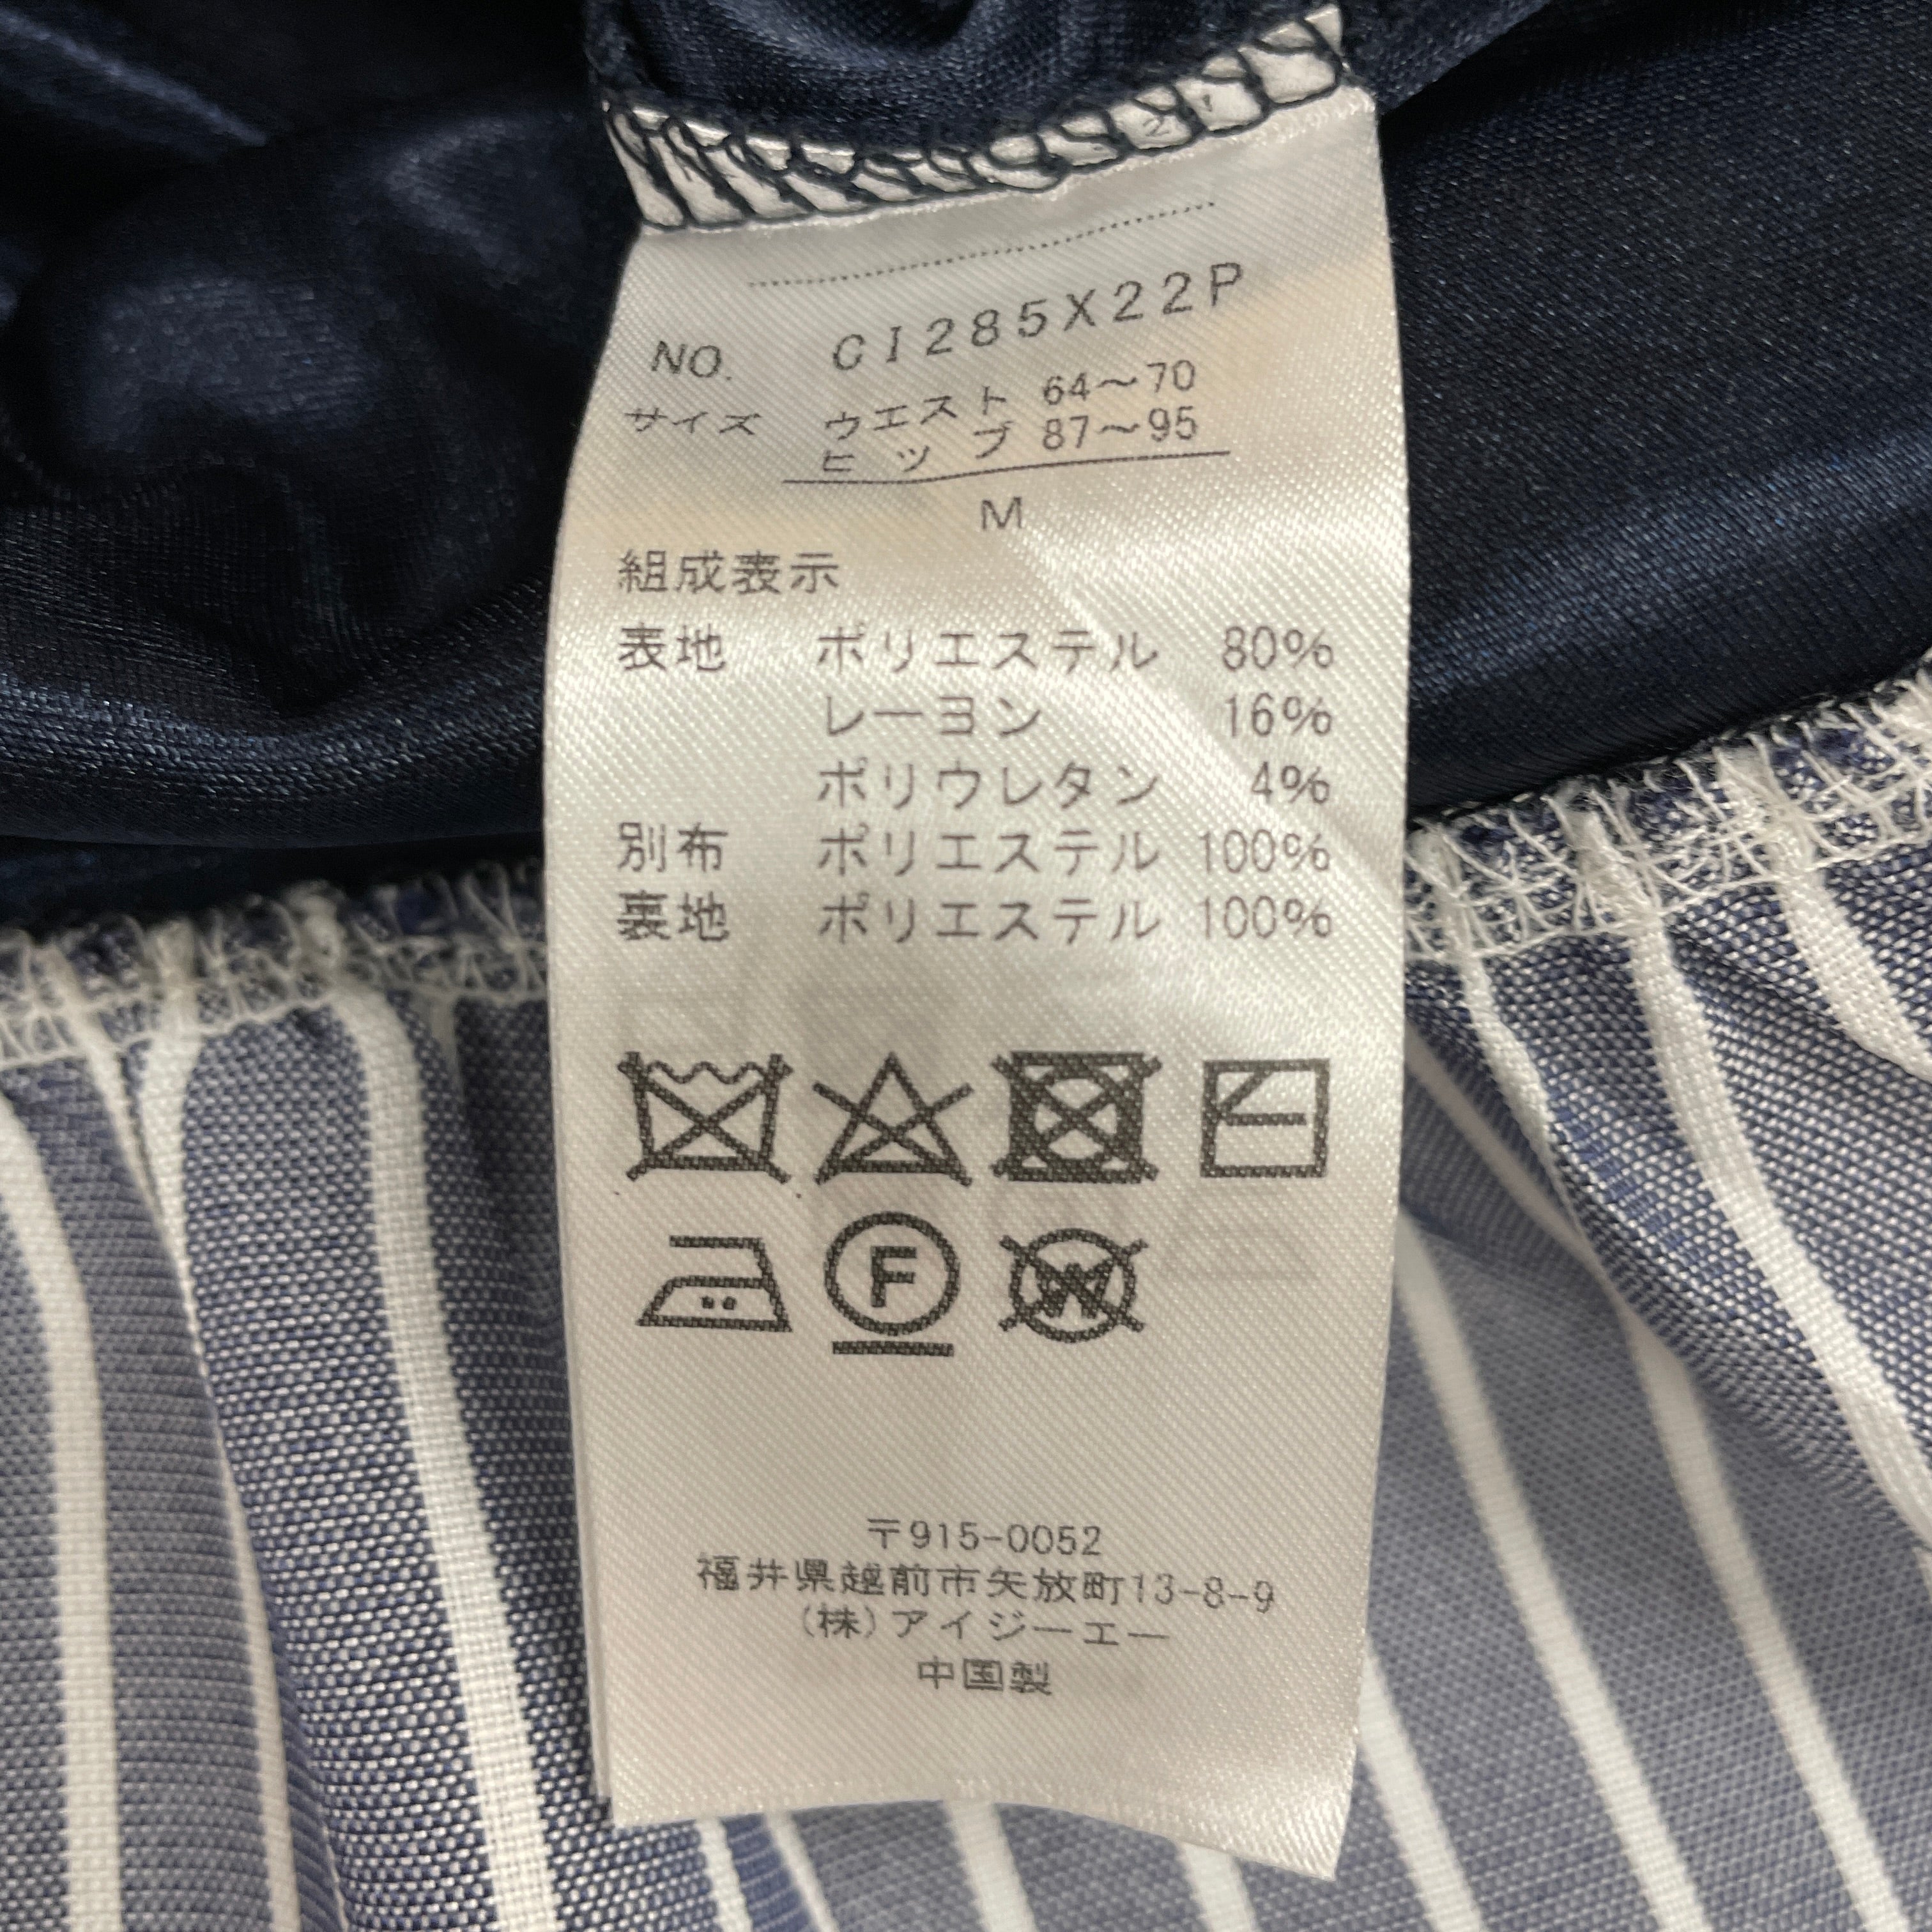 NO. CI285X22P
サイズ ウエスト 64～70
ヒップ 87～95
M
組成表示
表地 ポリエステル 80%
レーヨン 16%
ポリウレタン 4%
別布 ポリエステル 100%
裏地 ポリエステル 100%
F W
〒915-0052
福井県越前市矢放町13-8-9
(株)アイジーエー
中国製